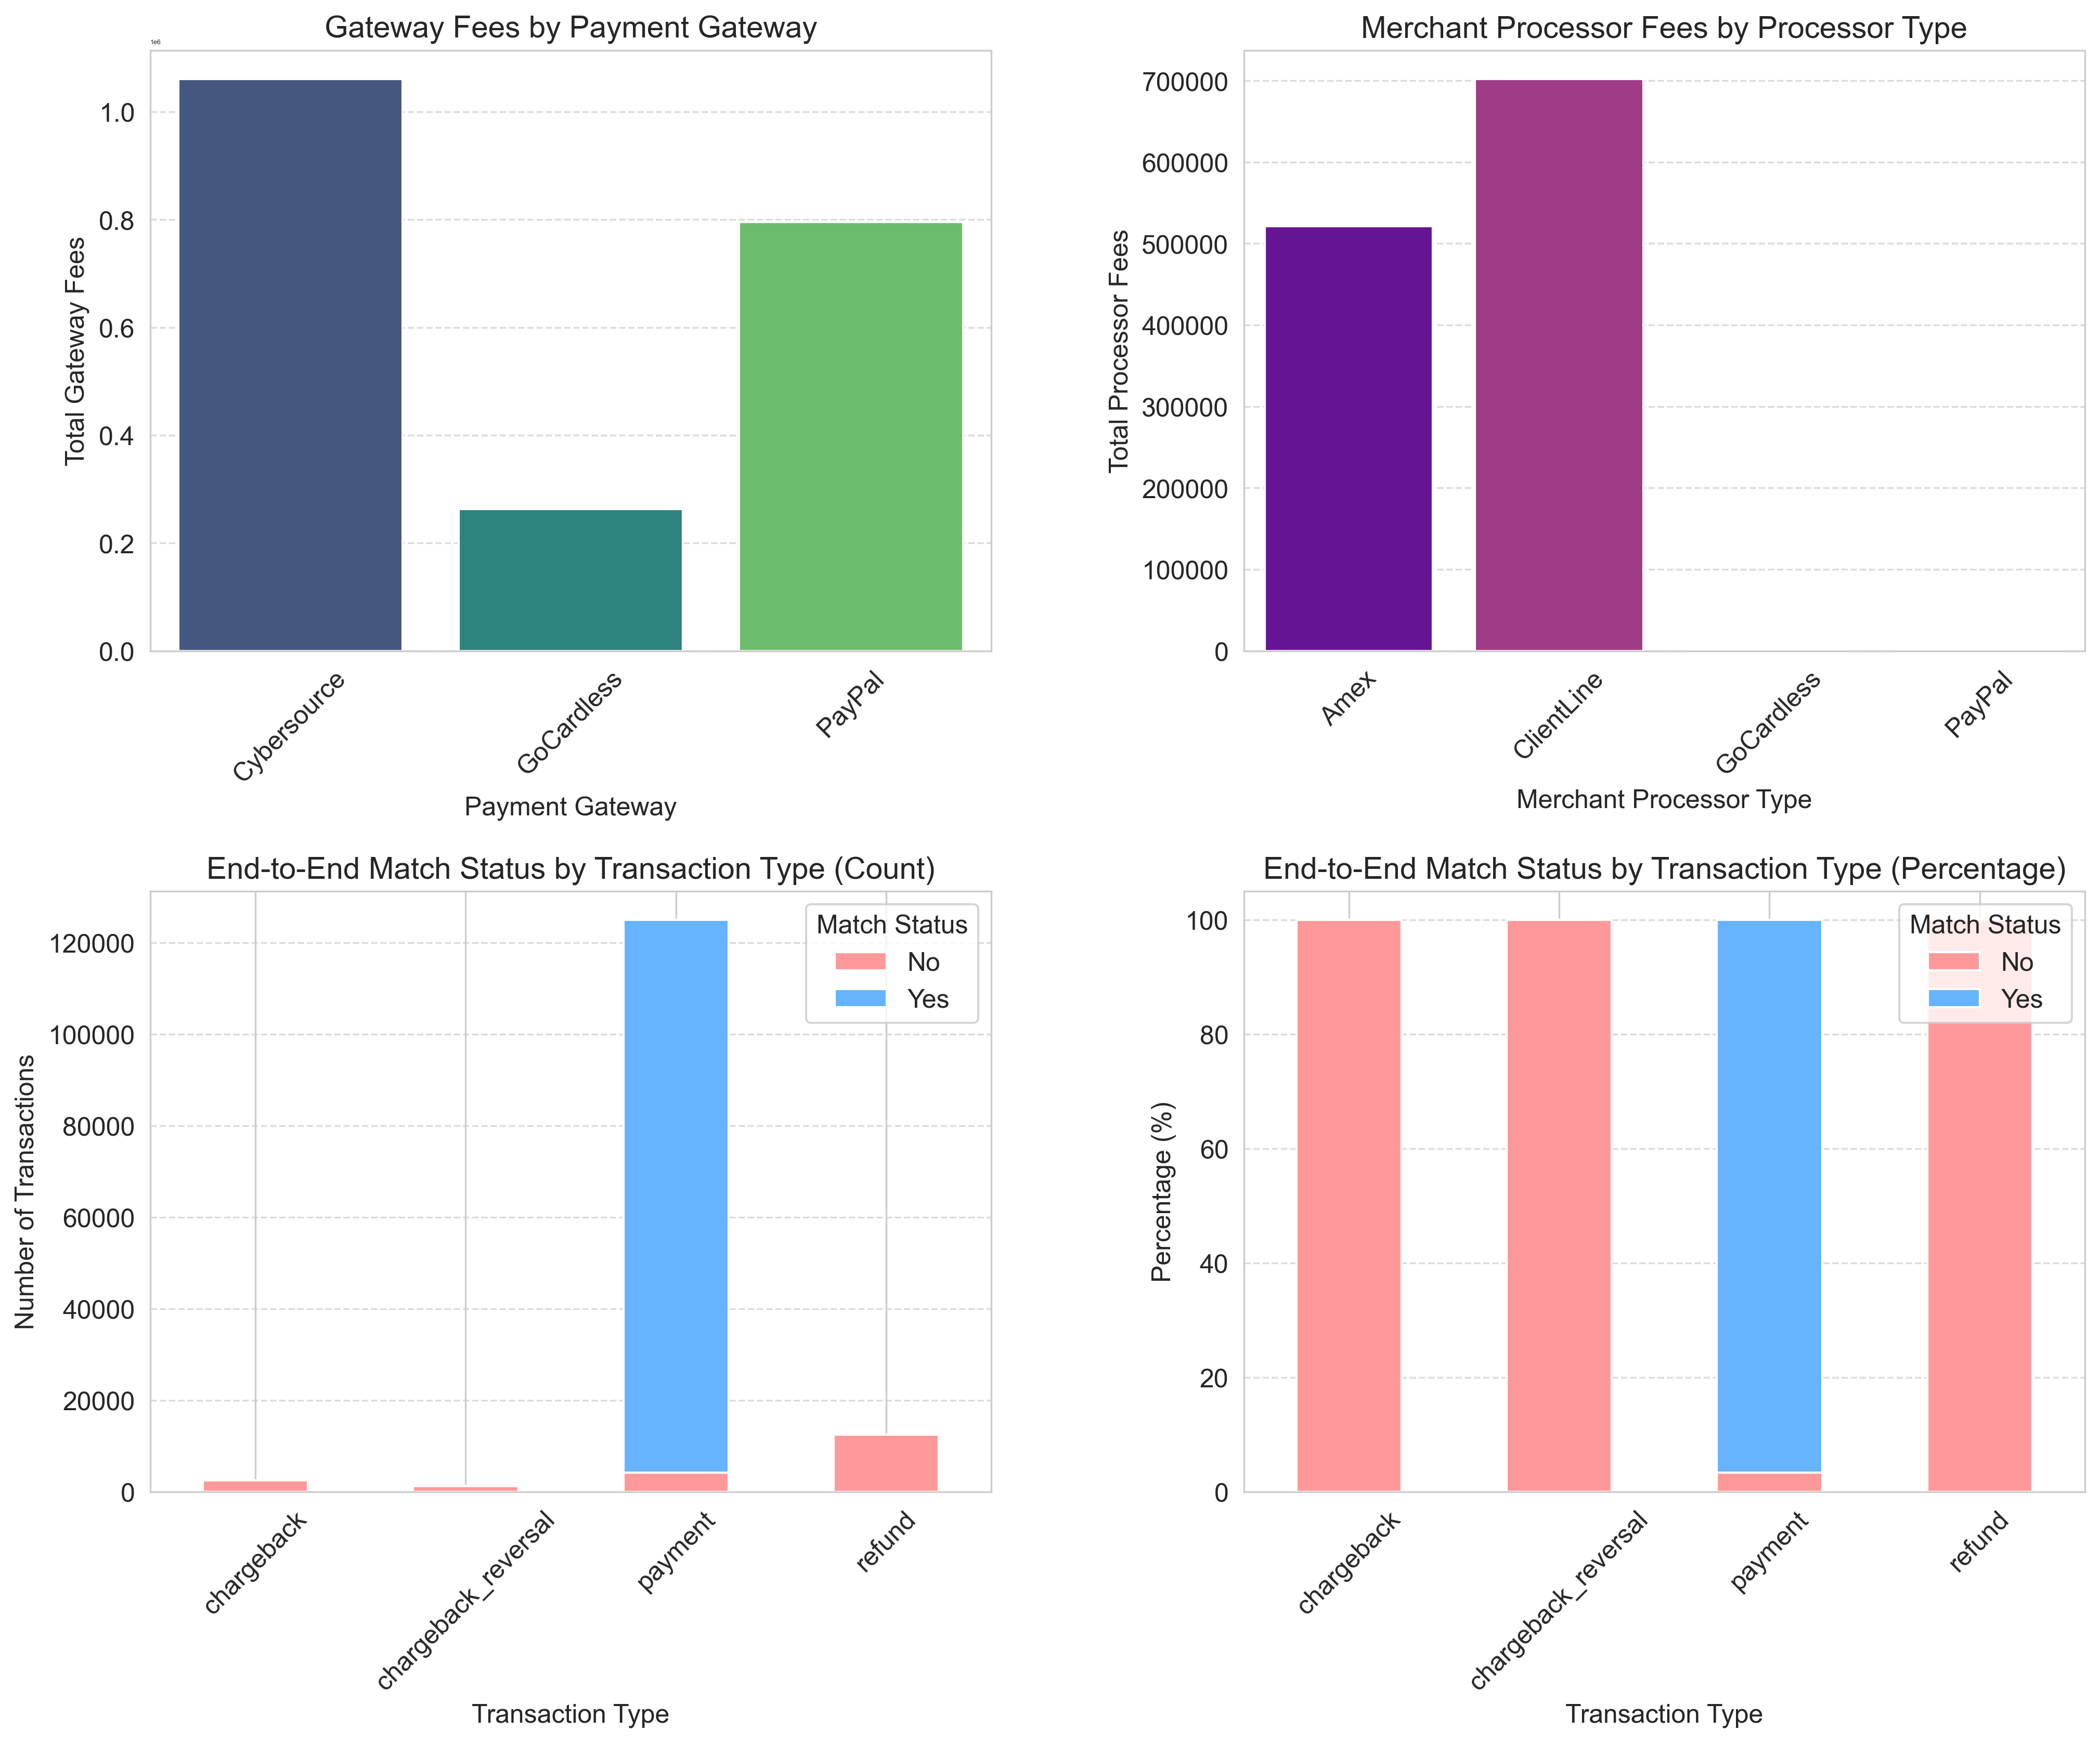 Gateway Fees by Payment Gateway
1e6
1.0
0.8
0.6
0.4
0.2
0.0
Total Gateway Fees
Cybersource
GoCardless
PayPal
Payment Gateway
Merchant Processor Fees by Processor Type
700000
600000
500000
400000
300000
200000
100000
0
Total Processor Fees
Amex
ClientLine
GoCardless
PayPal
Merchant Processor Type
End-to-End Match Status by Transaction Type (Count)
Match Status
No
Yes
120000
100000
80000
60000
40000
20000
0
Number of Transactions
chargeback
chargeback_reversal
payment
refund
Transaction Type
End-to-End Match Status by Transaction Type (Percentage)
Match Status
No
Yes
100
80
60
40
20
0
Percentage (%)
chargeback
chargeback_reversal
payment
refund
Transaction Type